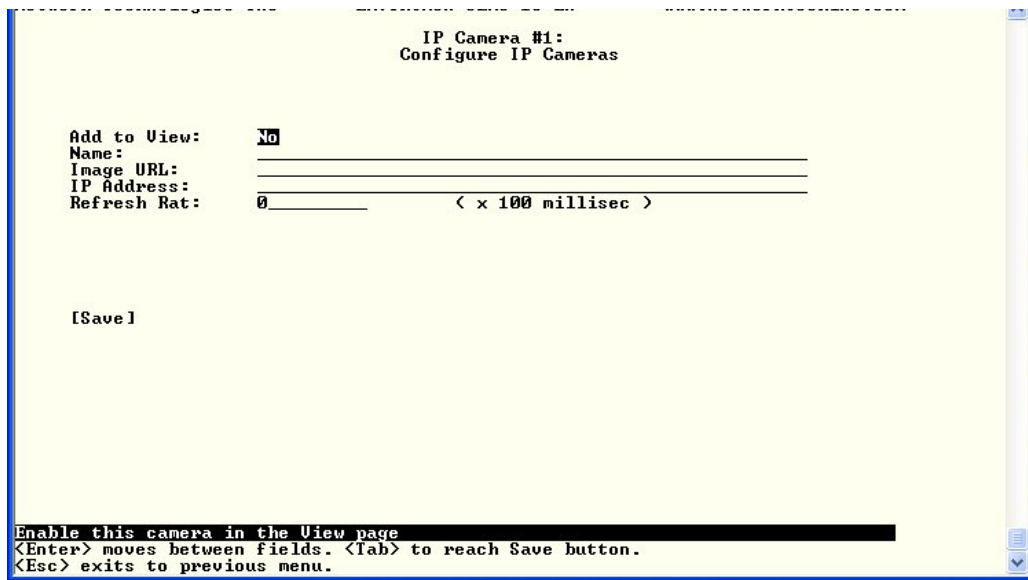 IP Camera #1:
Configure IP Cameras
Add to View: No
Name:
Image URL:
IP Address:
Refresh Rat: 0 ( x 100 millisec )
[Save]
Enable this camera in the View page
<Enter> moves between fields. <Tab> to reach Save button.
<Esc> exits to previous menu.